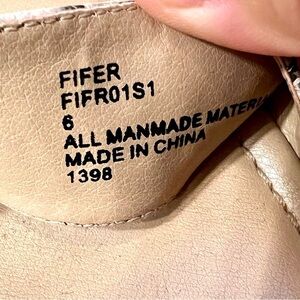 FIFER
FIFR01S1
6
ALL MANMADE MATERIA
MADE IN CHINA
1398